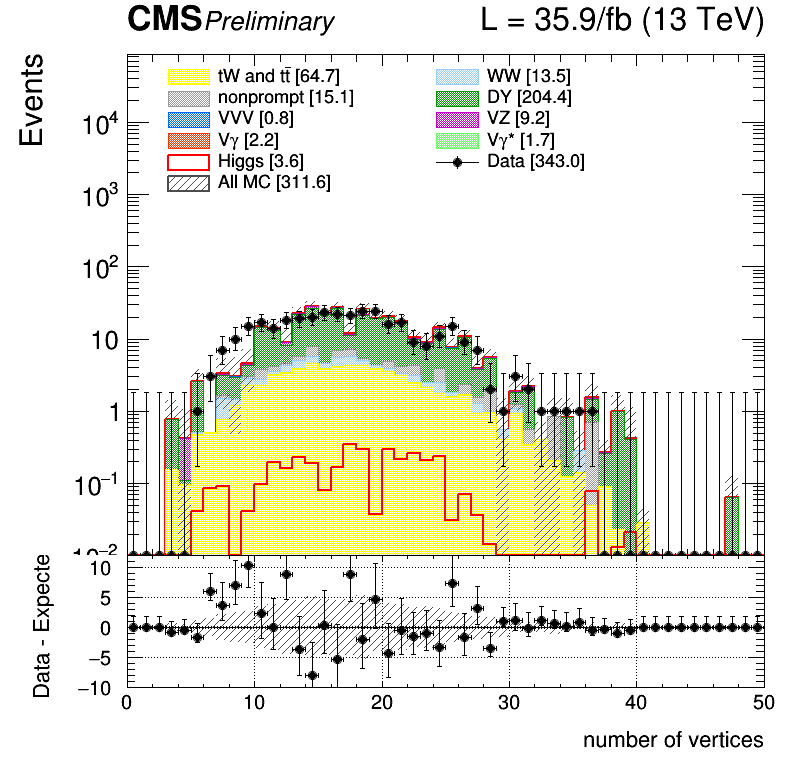 CMS Preliminary L = 35.9/fb (13 TeV)
Events
tW and tt̄ [64.7] WW [13.5]
nonprompt [15.1] DY [204.4]
VVV [0.8] VZ [9.2]
Vγ [2.2] Vγ* [1.7]
Higgs [3.6] Data [343.0]
All MC [311.6]
10⁴
10³
10²
10
1
10⁻¹
10⁻²
Data - Expecte
10
5
0
−5
−10
0 10 20 30 40 50
number of vertices